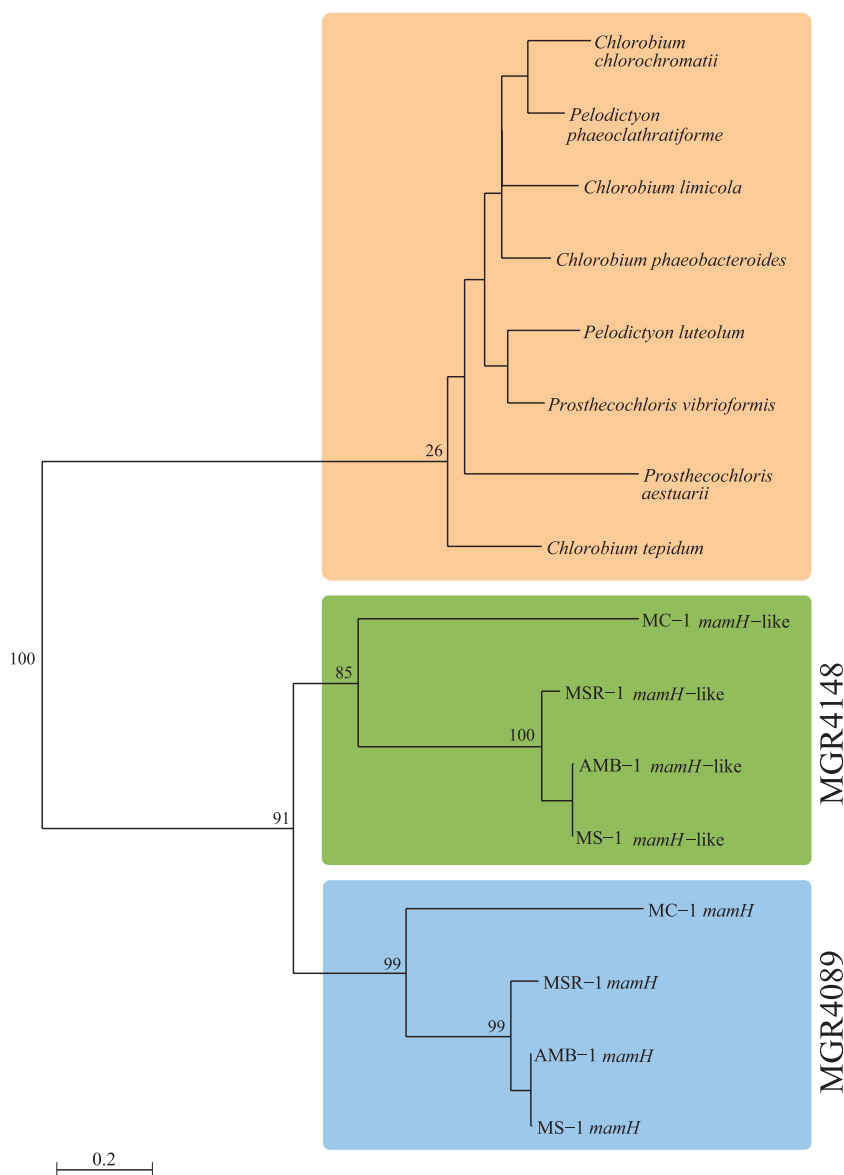 Chlorobium
chlorochromatii
Pelodictyon
phaeoclathratiforme
Chlorobium limicola
Chlorobium phaeobacteroides
Pelodictyon luteolum
Prosthecochloris vibrioformis
26
Prosthecochloris
aestuarii
Chlorobium tepidum
100
MC−1 mamH−like
85
MSR−1 mamH−like
100
AMB−1 mamH−like
MS−1 mamH−like
MGR4148
91
MC−1 mamH
99
MSR−1 mamH
99
AMB−1 mamH
MS−1 mamH
MGR4089
0.2